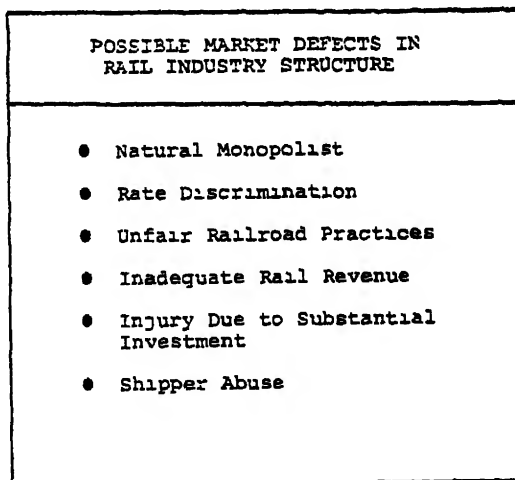 POSSIBLE MARKET DEFECTS IN
RAIL INDUSTRY STRUCTURE
● Natural Monopolist
● Rate Discrimination
● Unfair Railroad Practices
● Inadequate Rail Revenue
● Injury Due to Substantial
Investment
● Shipper Abuse